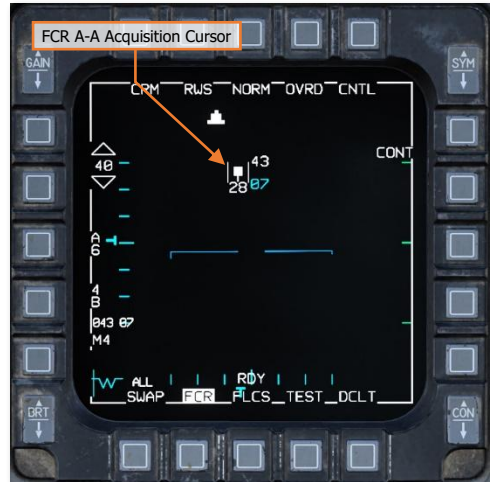 FCR A-A Acquisition Cursor
GAIN
SYM
CRM RWS NORM OVRD CNTL
40
43
CONT
28 07
A
6
4
B
043 07
M4
ALL
RDY
SWAP FCR FLCS TEST DCLT
BRT
CON